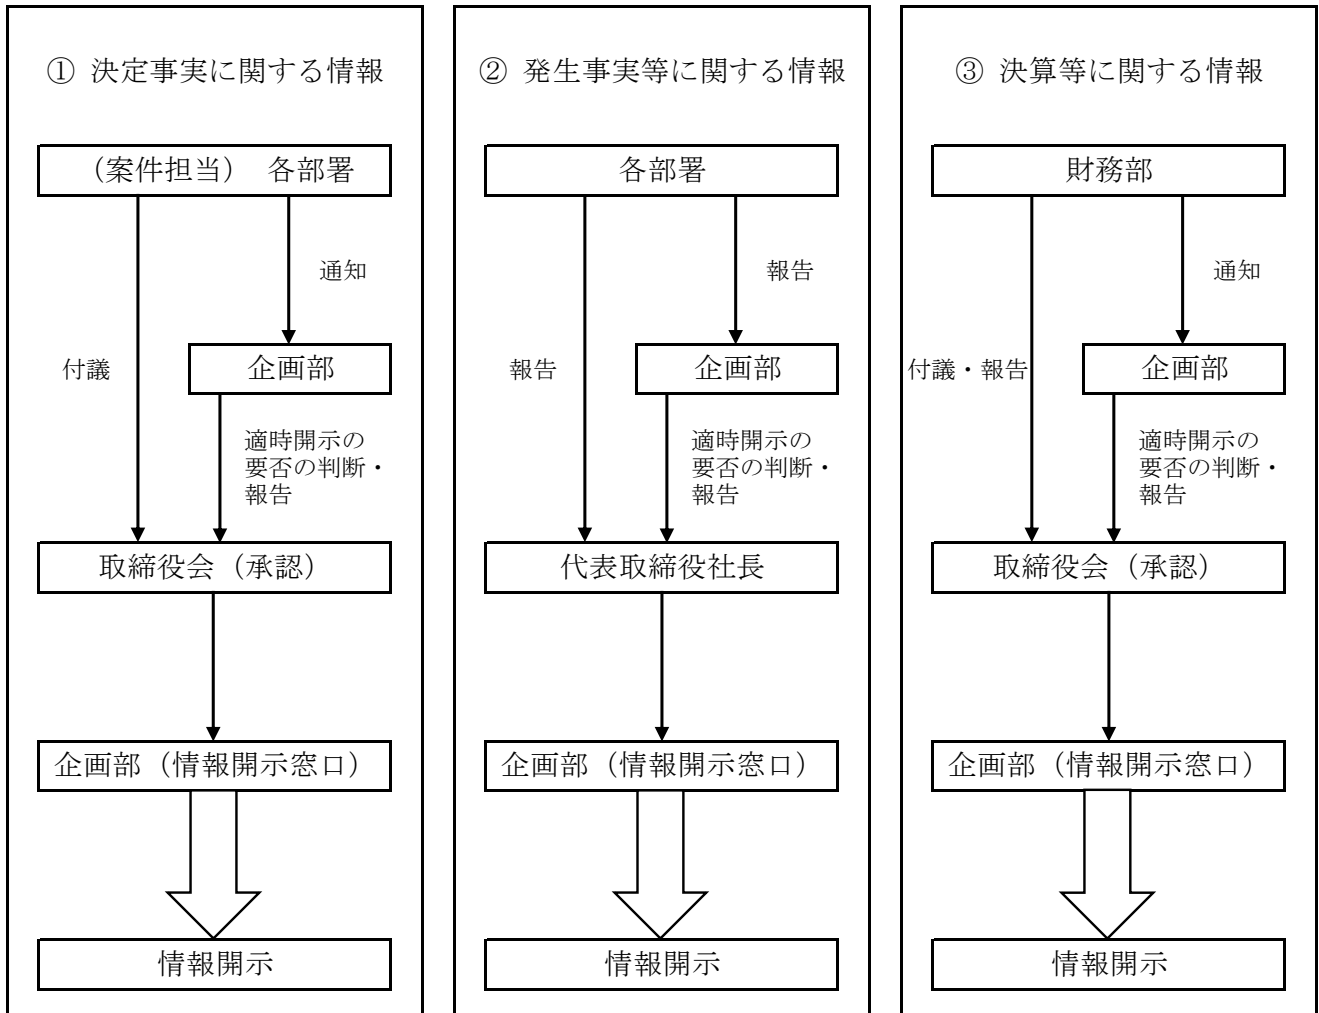 ① 決定事実に関する情報
（案件担当）　各部署
通知
企画部
付議
適時開示の
要否の判断・
報告
取締役会（承認）
企画部（情報開示窓口）
情報開示
② 発生事実等に関する情報
各部署
報告
企画部
報告
適時開示の
要否の判断・
報告
代表取締役社長
企画部（情報開示窓口）
情報開示
③ 決算等に関する情報
財務部
通知
企画部
付議・報告
適時開示の
要否の判断・
報告
取締役会（承認）
企画部（情報開示窓口）
情報開示